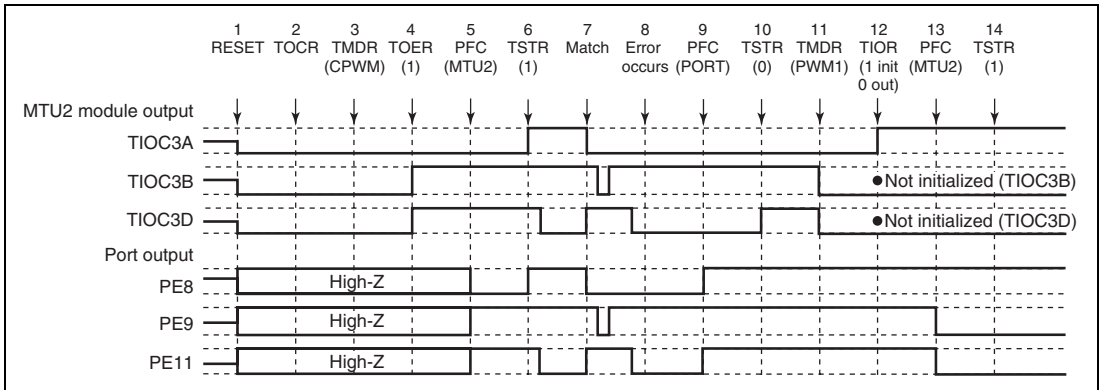 1 2 3 4 5 6 7 8 9 10 11 12 13 14
RESET TOCR TMDR TOER PFC TSTR Match Error PFC TSTR TMDR TIOR PFC TSTR
(CPWM) (1) (MTU2) (1) occurs (PORT) (0) (PWM1) (1 init (MTU2) (1)
0 out)
MTU2 module output
TIOC3A
TIOC3B
Not initialized (TIOC3B)
TIOC3D
Not initialized (TIOC3D)
Port output
PE8
High-Z
PE9
High-Z
PE11
High-Z